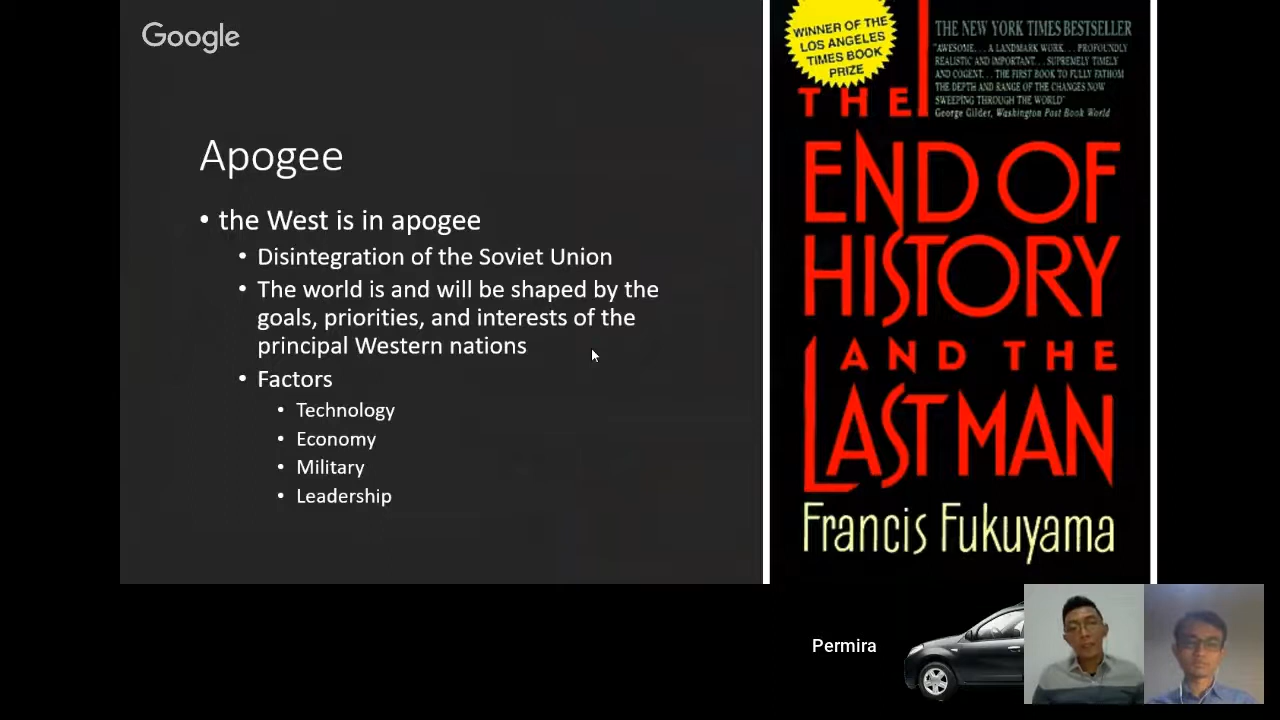 Google
Apogee
• the West is in apogee
• Disintegration of the Soviet Union
• The world is and will be shaped by the
goals, priorities, and interests of the
principal Western nations
• Factors
• Technology
• Economy
• Military
• Leadership
WINNER OF THE
LOS ANGELES
TIMES BOOK
PRIZE
THE NEW YORK TIMES BESTSELLER
"AWESOME. . . A LANDMARK WORK. . . PROFOUNDLY
REALISTIC AND IMPORTANT. . . SUPREMELY TIMELY
AND COGENT. . . THE FIRST BOOK TO FULLY FATHOM
THE DEPTH AND RANGE OF THE CHANGES NOW
SWEEPING THROUGH THE WORLD"
George Gilder, Washington Post Book World
THE
END OF
HISTORY
AND THE
LAST MAN
Francis Fukuyama
Permira